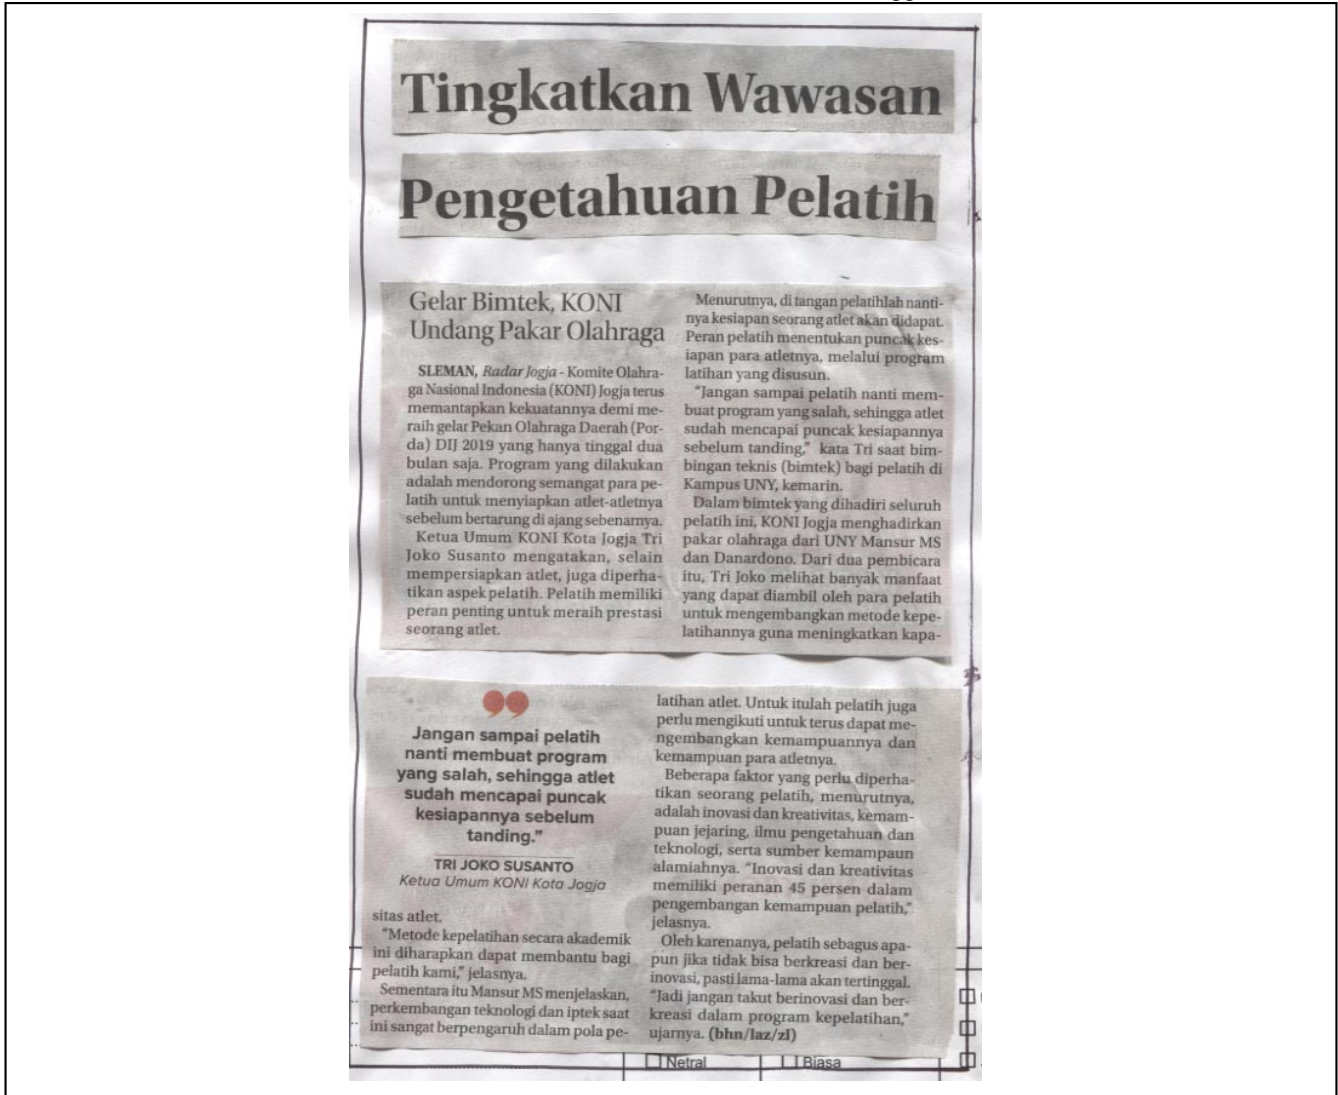 Tingkatkan Wawasan
Pengetahuan Pelatih
Gelar Bimtek, KONI
Undang Pakar Olahraga
SLEMAN, Radar Jogja - Komite Olahra-
ga Nasional Indonesia (KONI) Jogja terus
memantapkan kekuatannya demi me-
raih gelar Pekan Olahraga Daerah (Por-
da) DIJ 2019 yang hanya tinggal dua
bulan saja. Program yang dilakukan
adalah mendorong semangat para pe-
latih untuk menyiapkan atlet-atletnya
sebelum bertarung di ajang sebenarnya.
Ketua Umum KONI Kota Jogja Tri
Joko Susanto mengatakan, selain
mempersiapkan atlet, juga diperha-
tikan aspek pelatih. Pelatih memiliki
peran penting untuk meraih prestasi
seorang atlet.
Menurutnya, di tangan pelatihlah nanti-
nya kesiapan seorang atlet akan didapat.
Peran pelatih menentukan puncak kes-
iapan para atletnya, melalui program
latihan yang disusun.
"Jangan sampai pelatih nanti mem-
buat program yang salah, sehingga atlet
sudah mencapai puncak kesiapannya
sebelum tanding," kata Tri saat bim-
bingan teknis (bimtek) bagi pelatih di
Kampus UNY, kemarin.
Dalam bimtek yang dihadiri seluruh
pelatih ini, KONI Jogja menghadirkan
pakar olahraga dari UNY Mansur MS
dan Danardono. Dari dua pembicara
itu, Tri Joko melihat banyak manfaat
yang dapat diambil oleh para pelatih
untuk mengembangkan metode kepe-
latihannya guna meningkatkan kapa-
Jangan sampai pelatih
nanti membuat program
yang salah, sehingga atlet
sudah mencapai puncak
kesiapannya sebelum
tanding."
TRI JOKO SUSANTO
Ketua Umum KONI Kota Jogja
sitas atlet.
"Metode kepelatihan secara akademik
ini diharapkan dapat membantu bagi
pelatih kami," jelasnya.
Sementara itu Mansur MS menjelaskan,
perkembangan teknologi dan iptek saat
ini sangat berpengaruh dalam pola pe-
latihan atlet. Untuk itulah pelatih juga
perlu mengikuti untuk terus dapat me-
ngembangkan kemampuannya dan
kemampuan para atletnya.
Beberapa faktor yang perlu diperha-
tikan seorang pelatih, menurutnya,
adalah inovasi dan kreativitas, kemam-
puan jejaring, ilmu pengetahuan dan
teknologi, serta sumber kemampaun
alamiahnya. "Inovasi dan kreativitas
memiliki peranan 45 persen dalam
pengembangan kemampuan pelatih,"
jelasnya.
Oleh karenanya, pelatih sebagus apa-
pun jika tidak bisa berkreasi dan ber-
inovasi, pasti lama-lama akan tertinggal.
"Jadi jangan takut berinovasi dan ber-
kreasi dalam program kepelatihan,"
ujarnya. (bhn/laz/zl)
Netral
Biasa